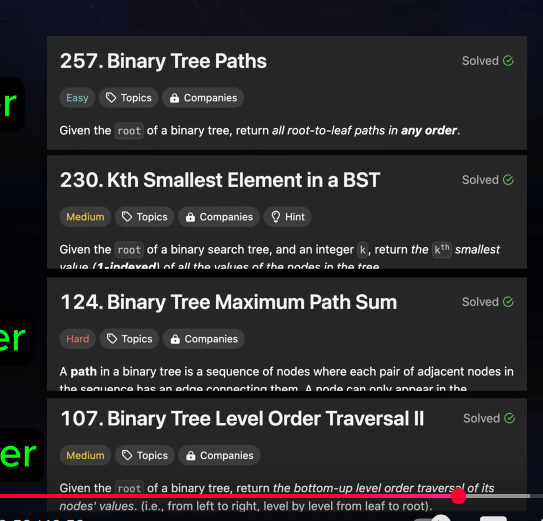 257. Binary Tree Paths
Solved
Easy Topics Companies
Given the root of a binary tree, return all root-to-leaf paths in any order.
230. Kth Smallest Element in a BST
Solved
Medium Topics Companies Hint
Given the root of a binary search tree, and an integer k, return the kth smallest
value (1-indexed) of all the values of the nodes in the tree.
124. Binary Tree Maximum Path Sum
Solved
Hard Topics Companies
A path in a binary tree is a sequence of nodes where each pair of adjacent nodes in
the sequence has an edge connecting them. A node can only appear in the
107. Binary Tree Level Order Traversal II
Solved
Medium Topics Companies
Given the root of a binary tree, return the bottom-up level order traversal of its
nodes' values. (i.e., from left to right, level by level from leaf to root).
r
er
er